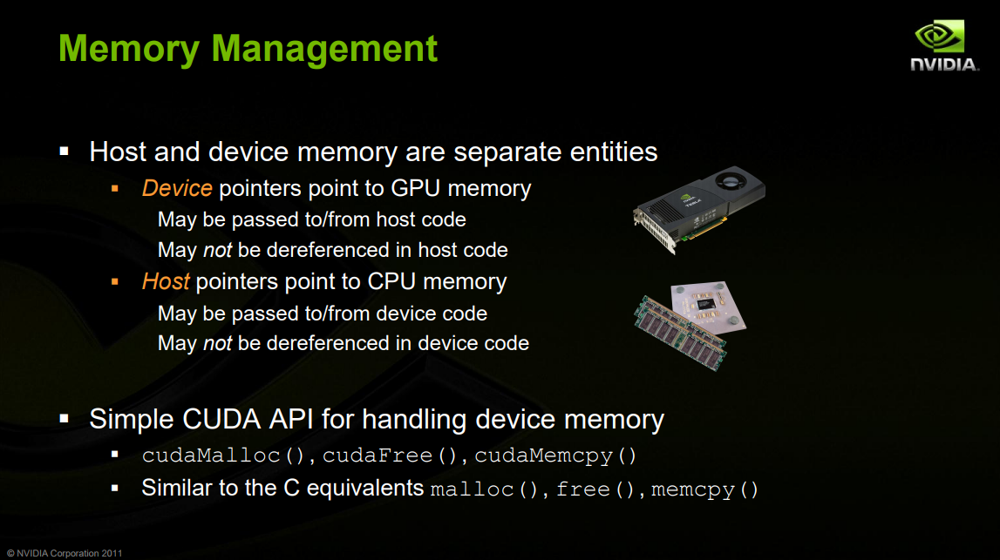 Memory Management
NVIDIA.
Host and device memory are separate entities
Device pointers point to GPU memory
May be passed to/from host code
May not be dereferenced in host code
Host pointers point to CPU memory
May be passed to/from device code
May not be dereferenced in device code
TESLA
Simple CUDA API for handling device memory
cudaMalloc(), cudaFree(), cudaMemcpy()
Similar to the C equivalents malloc(), free(), memcpy()
© NVIDIA Corporation 2011